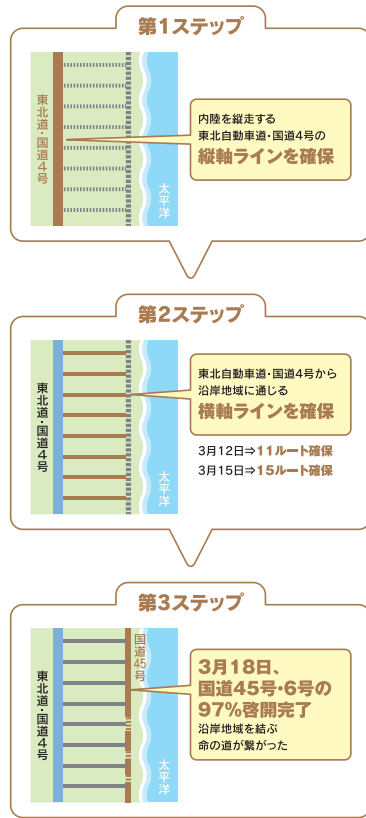 第1ステップ
東北道・国道4号
太平洋
内陸を縦走する
東北自動車道・国道4号の
縦軸ラインを確保
第2ステップ
東北道・国道4号
太平洋
東北自動車道・国道4号から
沿岸地域に通じる
横軸ラインを確保
3月12日⇒11ルート確保
3月15日⇒15ルート確保
第3ステップ
東北道・国道4号
国道45号
太平洋
3月18日、
国道45号・6号の
97%啓開完了
沿岸地域を結ぶ
命の道が繋がった